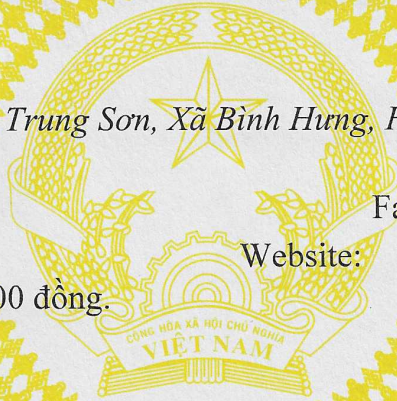 Trung Sơn, Xã Bình Hưng, H
Fa
Website:
00 đồng.
CỘNG HÒA XÃ HỘI CHỦ NGHĨA
VIỆT NAM